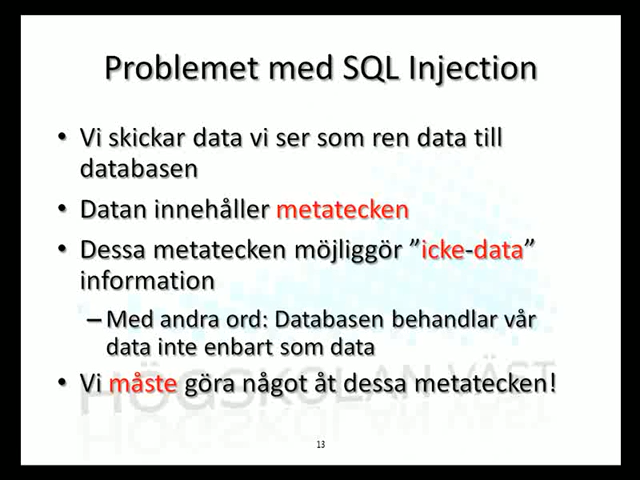 Problemet med SQL Injection
• Vi skickar data vi ser som ren data till
databasen
• Datan innehåller metatecken
• Dessa metatecken möjliggör ”icke-data”
information
– Med andra ord: Databasen behandlar vår
data inte enbart som data
• Vi måste göra något åt dessa metatecken!
HÖGSKOLAN VÄST
13